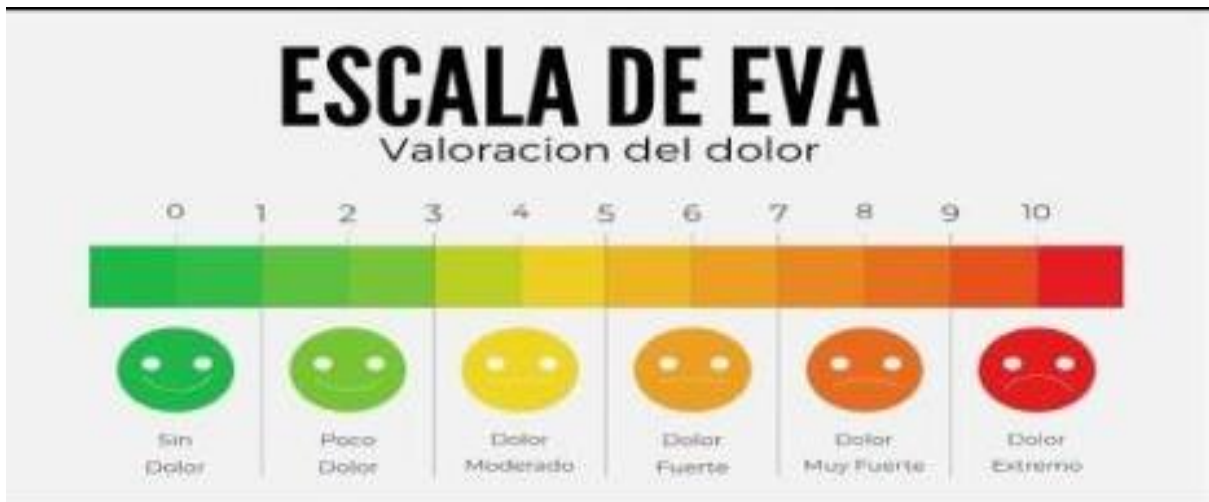 ESCALA DE EVA
Valoracion del dolor
0 1 2 3 4 5 6 7 8 9 10
Sin Dolor
Poco Dolor
Dolor Moderado
Dolor Fuerte
Dolor Muy Fuerte
Dolor Extremo